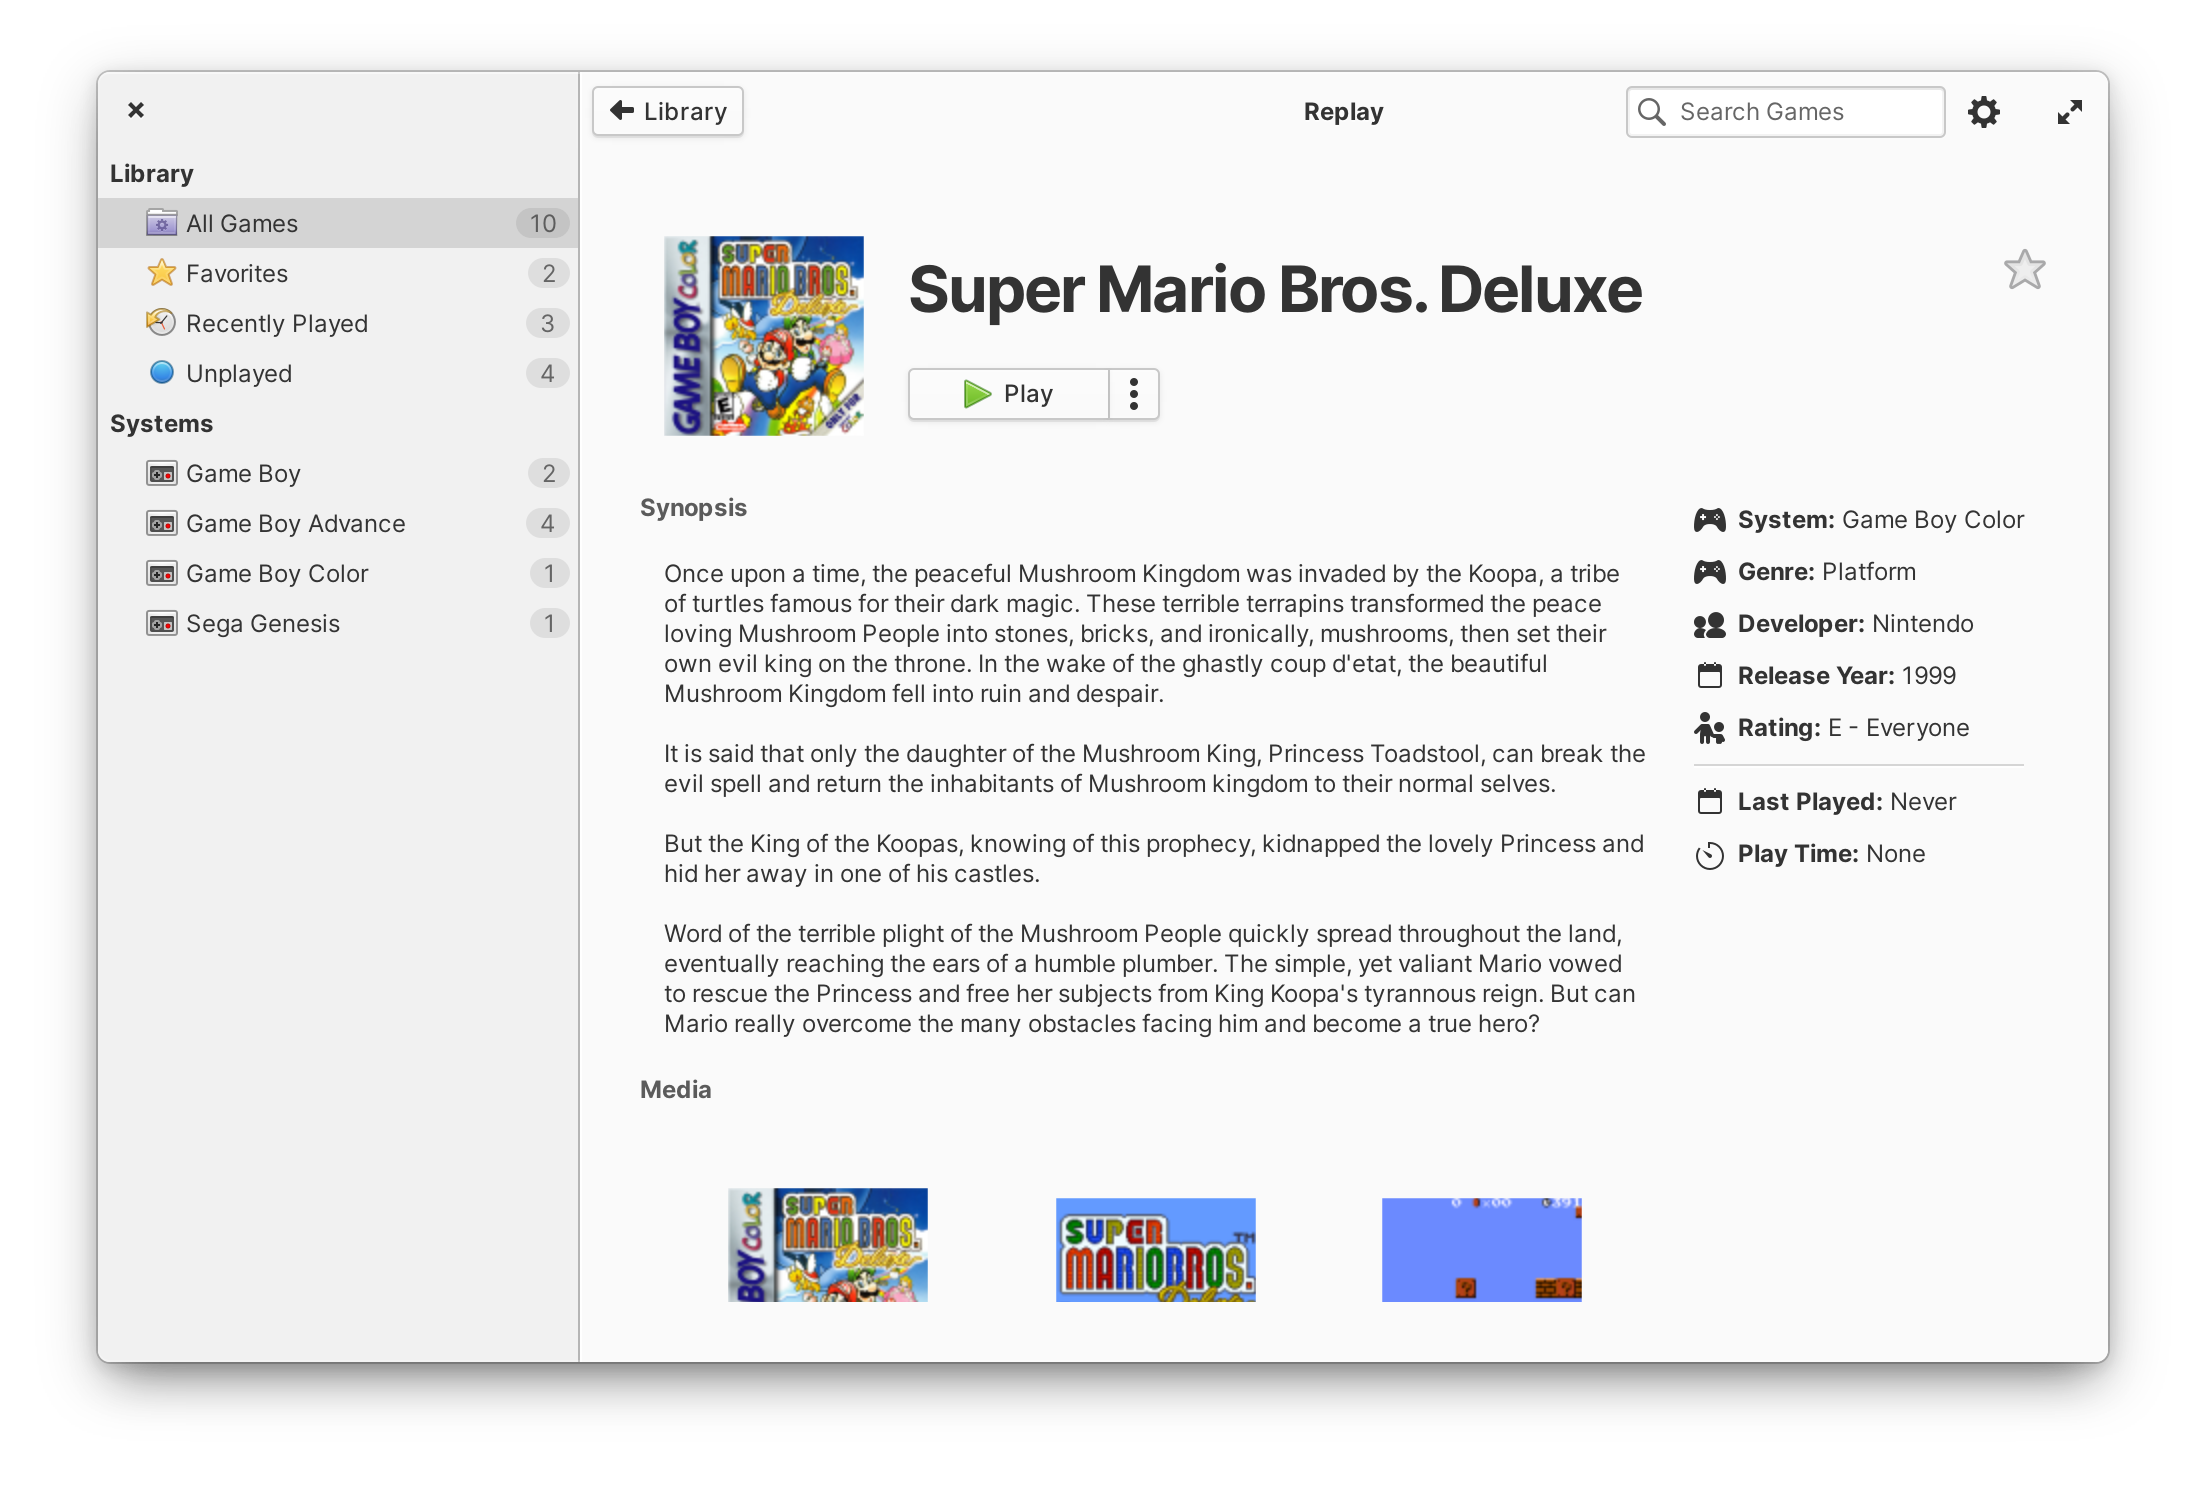 Library
Replay
Search Games
Library
All Games 10
Favorites 2
Recently Played 3
Unplayed 4
Systems
Game Boy 2
Game Boy Advance 4
Game Boy Color 1
Sega Genesis 1
GAME BOY COLOR
SUPER
MARIO BROS.
Deluxe
E
ONLY FOR
Super Mario Bros. Deluxe
Play
Synopsis
Once upon a time, the peaceful Mushroom Kingdom was invaded by the Koopa, a tribe
of turtles famous for their dark magic. These terrible terrapins transformed the peace
loving Mushroom People into stones, bricks, and ironically, mushrooms, then set their
own evil king on the throne. In the wake of the ghastly coup d'etat, the beautiful
Mushroom Kingdom fell into ruin and despair.
It is said that only the daughter of the Mushroom King, Princess Toadstool, can break the
evil spell and return the inhabitants of Mushroom kingdom to their normal selves.
But the King of the Koopas, knowing of this prophecy, kidnapped the lovely Princess and
hid her away in one of his castles.
Word of the terrible plight of the Mushroom People quickly spread throughout the land,
eventually reaching the ears of a humble plumber. The simple, yet valiant Mario vowed
to rescue the Princess and free her subjects from King Koopa's tyrannous reign. But can
Mario really overcome the many obstacles facing him and become a true hero?
System: Game Boy Color
Genre: Platform
Developer: Nintendo
Release Year: 1999
Rating: E - Everyone
Last Played: Never
Play Time: None
Media
BOY COLOR
SUPER
MARIO BROS.
Deluxe
SUPER
MARIOBROS.
TM
Deluxe
0 x00 391